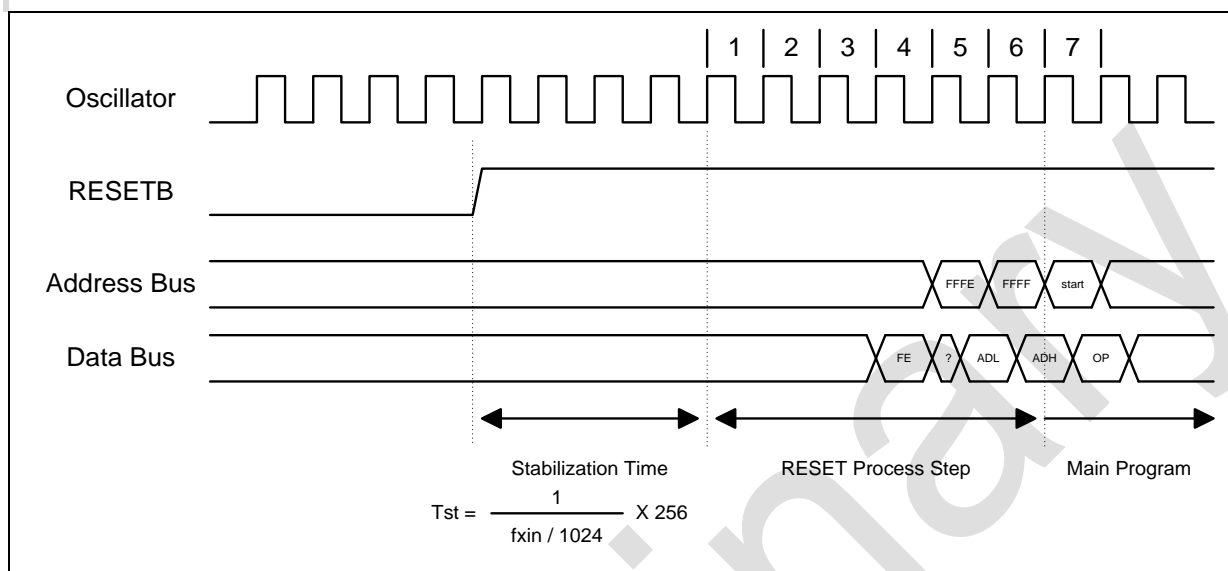 1 2 3 4 5 6 7
Oscillator
RESETB
Address Bus
FFFE FFFF start
Data Bus
FE ? ADL ADH OP
Stabilization Time
RESET Process Step
Main Program
Tst = 1 X 256
fxin / 1024
inary